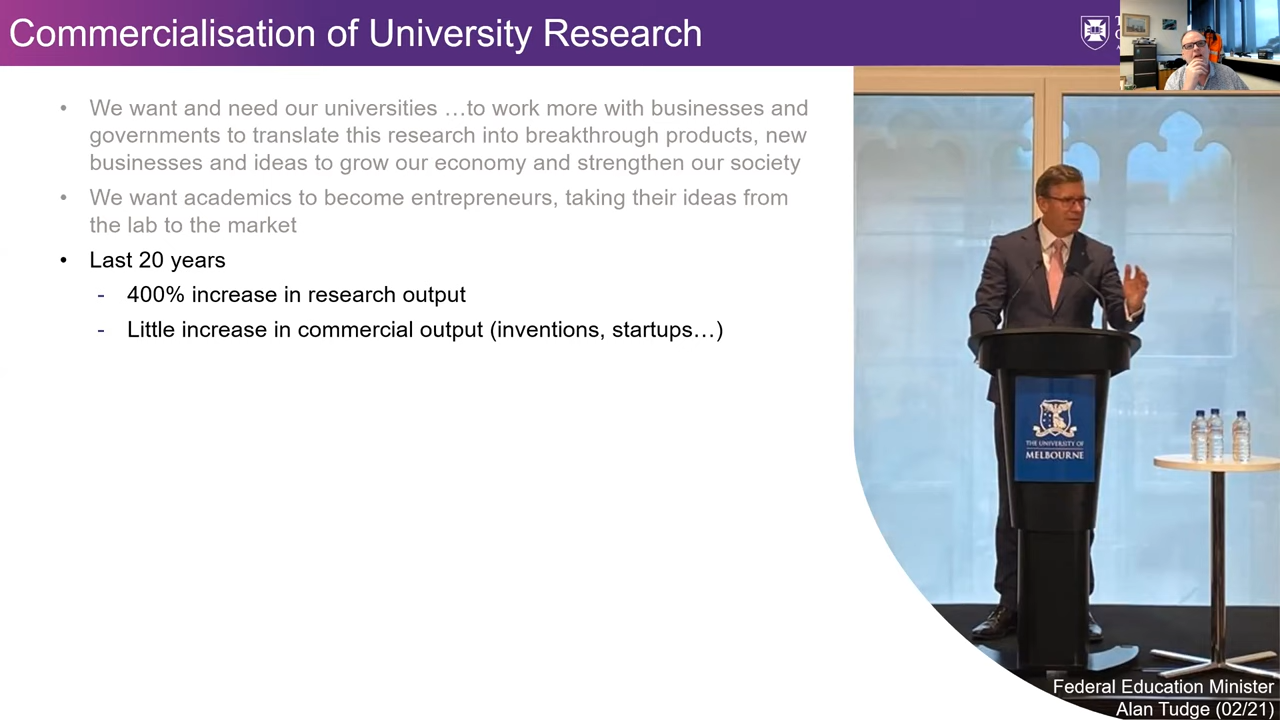 Commercialisation of University Research
• We want and need our universities …to work more with businesses and
governments to translate this research into breakthrough products, new
businesses and ideas to grow our economy and strengthen our society
• We want academics to become entrepreneurs, taking their ideas from
the lab to the market
• Last 20 years
- 400% increase in research output
- Little increase in commercial output (inventions, startups…)
THE UNIVERSITY OF
MELBOURNE
Federal Education Minister
Alan Tudge (02/21)